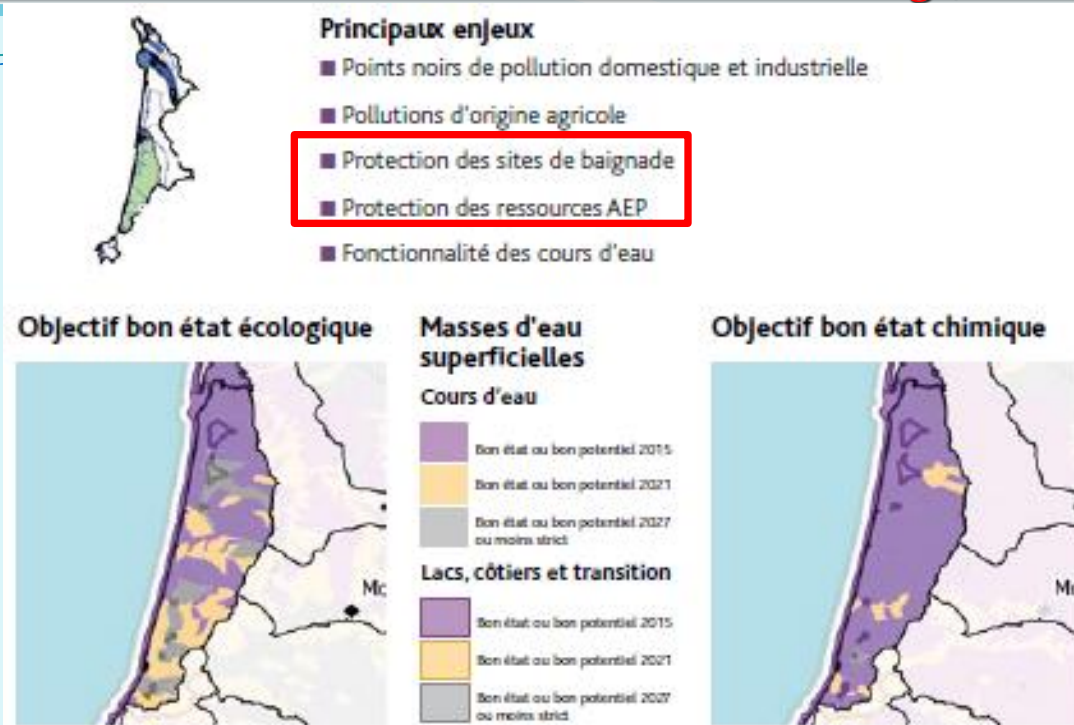 Principaux enjeux
Points noirs de pollution domestique et industrielle
Pollutions d'origine agricole
Protection des sites de baignade
Protection des ressources AEP
Fonctionnalité des cours d'eau
Objectif bon état écologique
Masses d'eau
superficielles
Cours d'eau
Bon état ou bon potentiel 2015
Bon état ou bon potentiel 2021
Bon état ou bon potentiel 2027
ou moins strict
Lacs, côtiers et transition
Bon état ou bon potentiel 2015
Bon état ou bon potentiel 2021
Bon état ou bon potentiel 2027
ou moins strict
Objectif bon état chimique